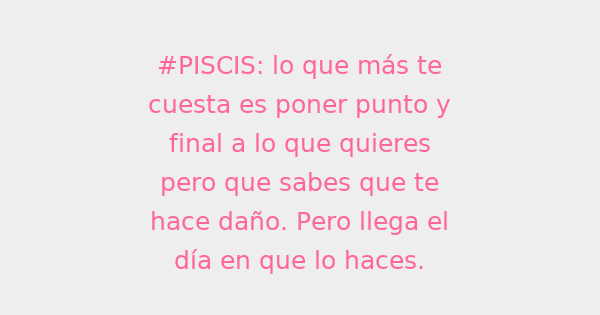 #PISCIS: lo que más te
cuesta es poner punto y
final a lo que quieres
pero que sabes que te
hace daño. Pero llega el
día en que lo haces.